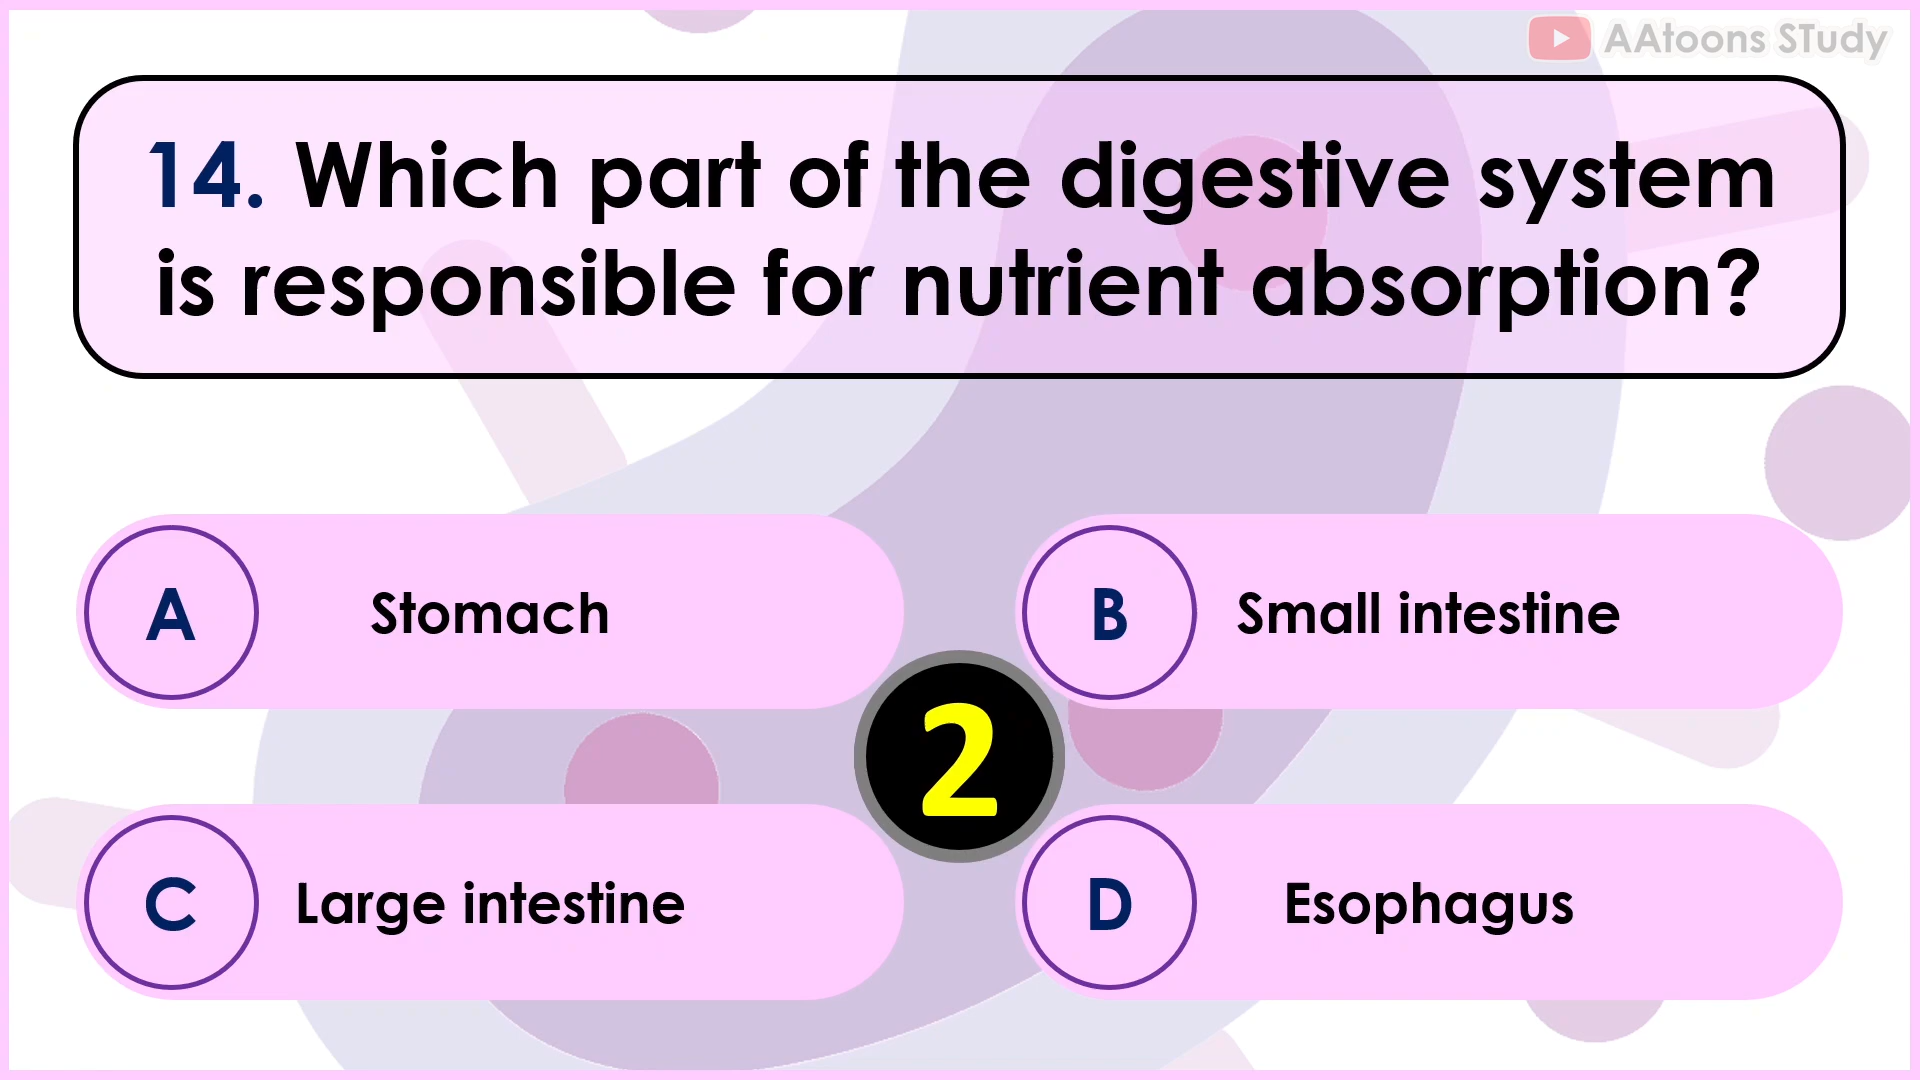 AAtoons STudy
14. Which part of the digestive system
is responsible for nutrient absorption?
A Stomach
B Small intestine
2
C Large intestine
D Esophagus